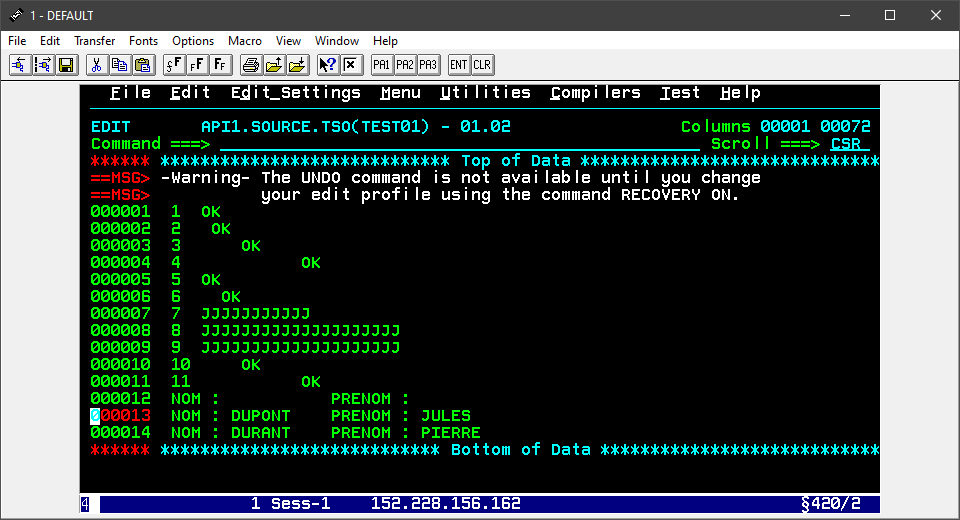 1 - DEFAULT
File Edit Transfer Fonts Options Macro View Window Help
PA1 PA2 PA3 ENT CLR
File Edit Edit_Settings Menu Utilities Compilers Test Help
EDIT API1.SOURCE.TSO(TEST01) - 01.02 Columns 00001 00072
Command ===> Scroll ===> CSR
****** ***************************** Top of Data ******************************
==MSG> -Warning- The UNDO command is not available until you change
==MSG> your edit profile using the command RECOVERY ON.
000001 1 OK
000002 2 OK
000003 3 OK
000004 4 OK
000005 5 OK
000006 6 OK
000007 7 JJJJJJJJJJJ
000008 8 JJJJJJJJJJJJJJJJJJJJ
000009 9 JJJJJJJJJJJJJJJJJJJJ
000010 10 OK
000011 11 OK
000012 NOM : PRENOM :
000013 NOM : DUPONT PRENOM : JULES
000014 NOM : DURANT PRENOM : PIERRE
****** **************************** Bottom of Data ****************************
4 1 Sess-1 152.228.156.162 §420/2